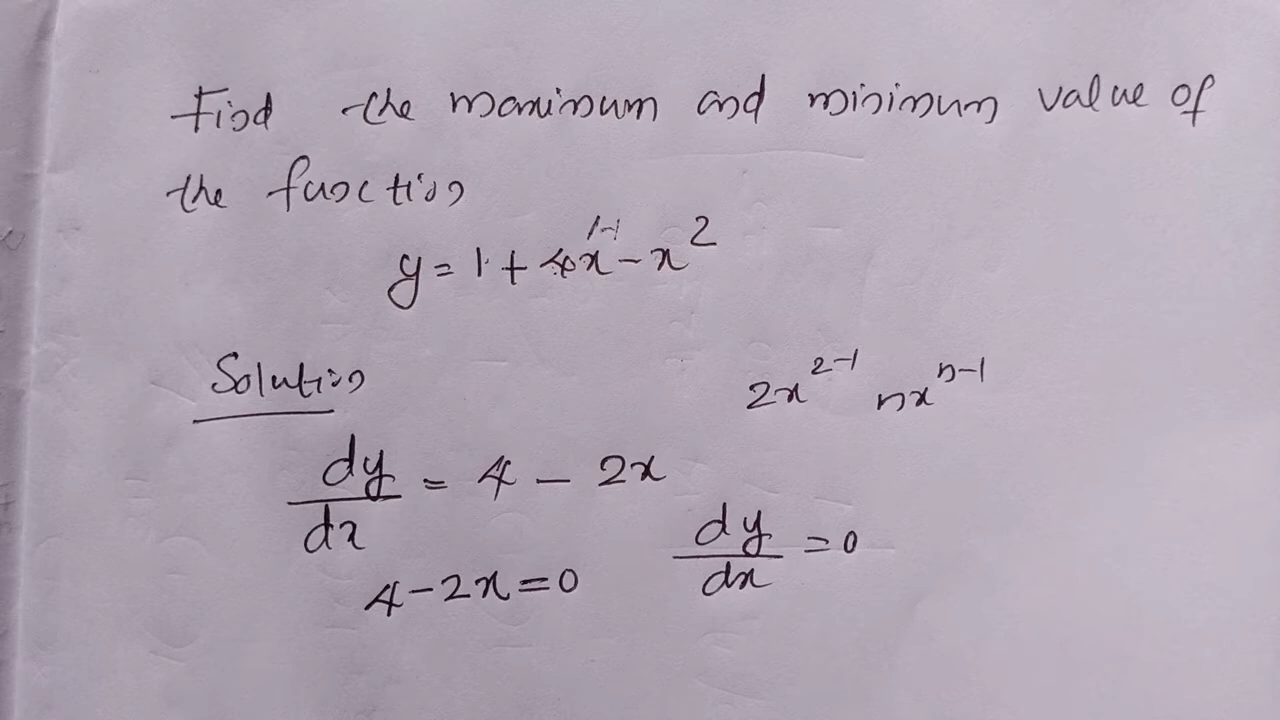 Find the maximum and minimum value of
the function
y = 1 + 4x^{1-1} - x^2
Solution
2x^{2-1} nx^{n-1}
dy/dx = 4 - 2x
dy/dx = 0
4 - 2x = 0